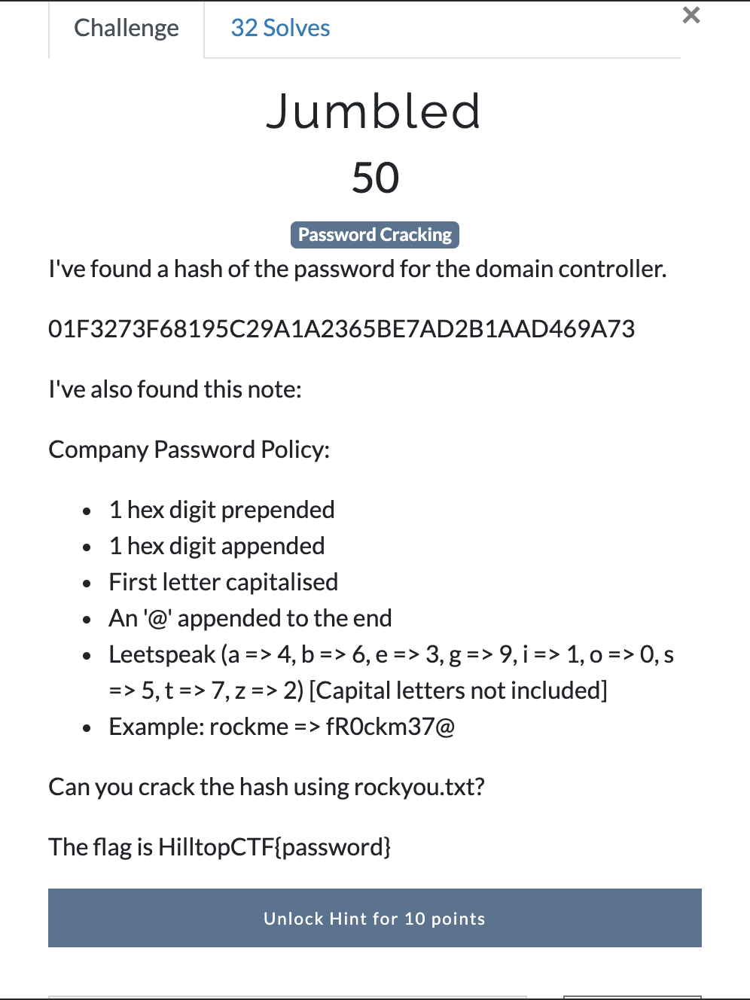 Challenge
32 Solves
×
Jumbled
50
Password Cracking
I've found a hash of the password for the domain controller.
01F3273F68195C29A1A2365BE7AD2B1AAD469A73
I've also found this note:
Company Password Policy:
• 1 hex digit prepended
• 1 hex digit appended
• First letter capitalised
• An '@' appended to the end
• Leetspeak (a => 4, b => 6, e => 3, g => 9, i => 1, o => 0, s
=> 5, t => 7, z => 2) [Capital letters not included]
• Example: rockme => fR0ckm37@
Can you crack the hash using rockyou.txt?
The flag is HilltopCTF{password}
Unlock Hint for 10 points